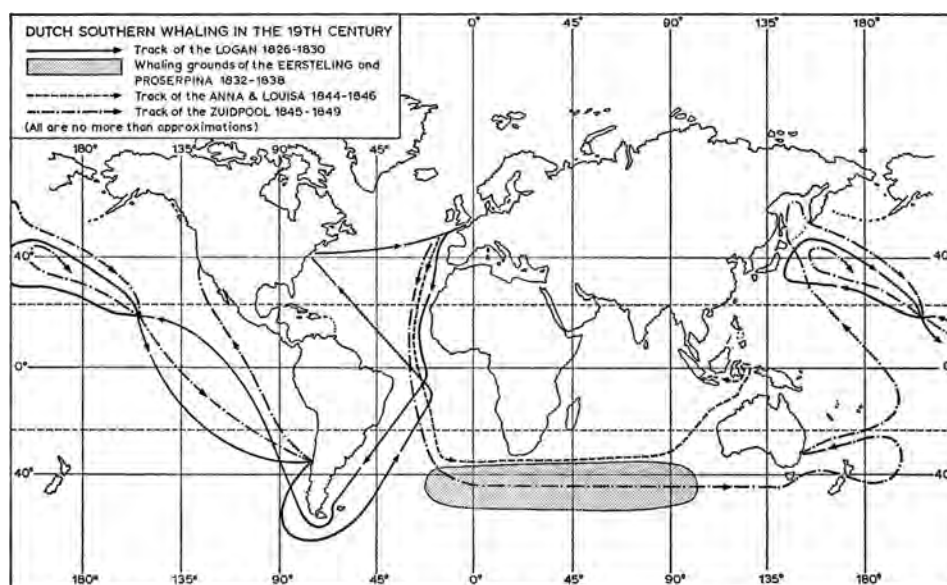 DUTCH SOUTHERN WHALING IN THE 19TH CENTURY
Track of the LOGAN 1826-1830
Whaling grounds of the EERSTELING and
PROSERPINA 1832-1838
Track of the ANNA & LOUISA 1844-1846
Track of the ZUIDPOOL 1845-1849
(All are no more than approximations)
0° 45° 90° 135° 180°
180° 135° 90° 45°
40° 40°
0° 0°
40° 40°
180° 135° 90° 45° 0° 45° 90° 135° 180°